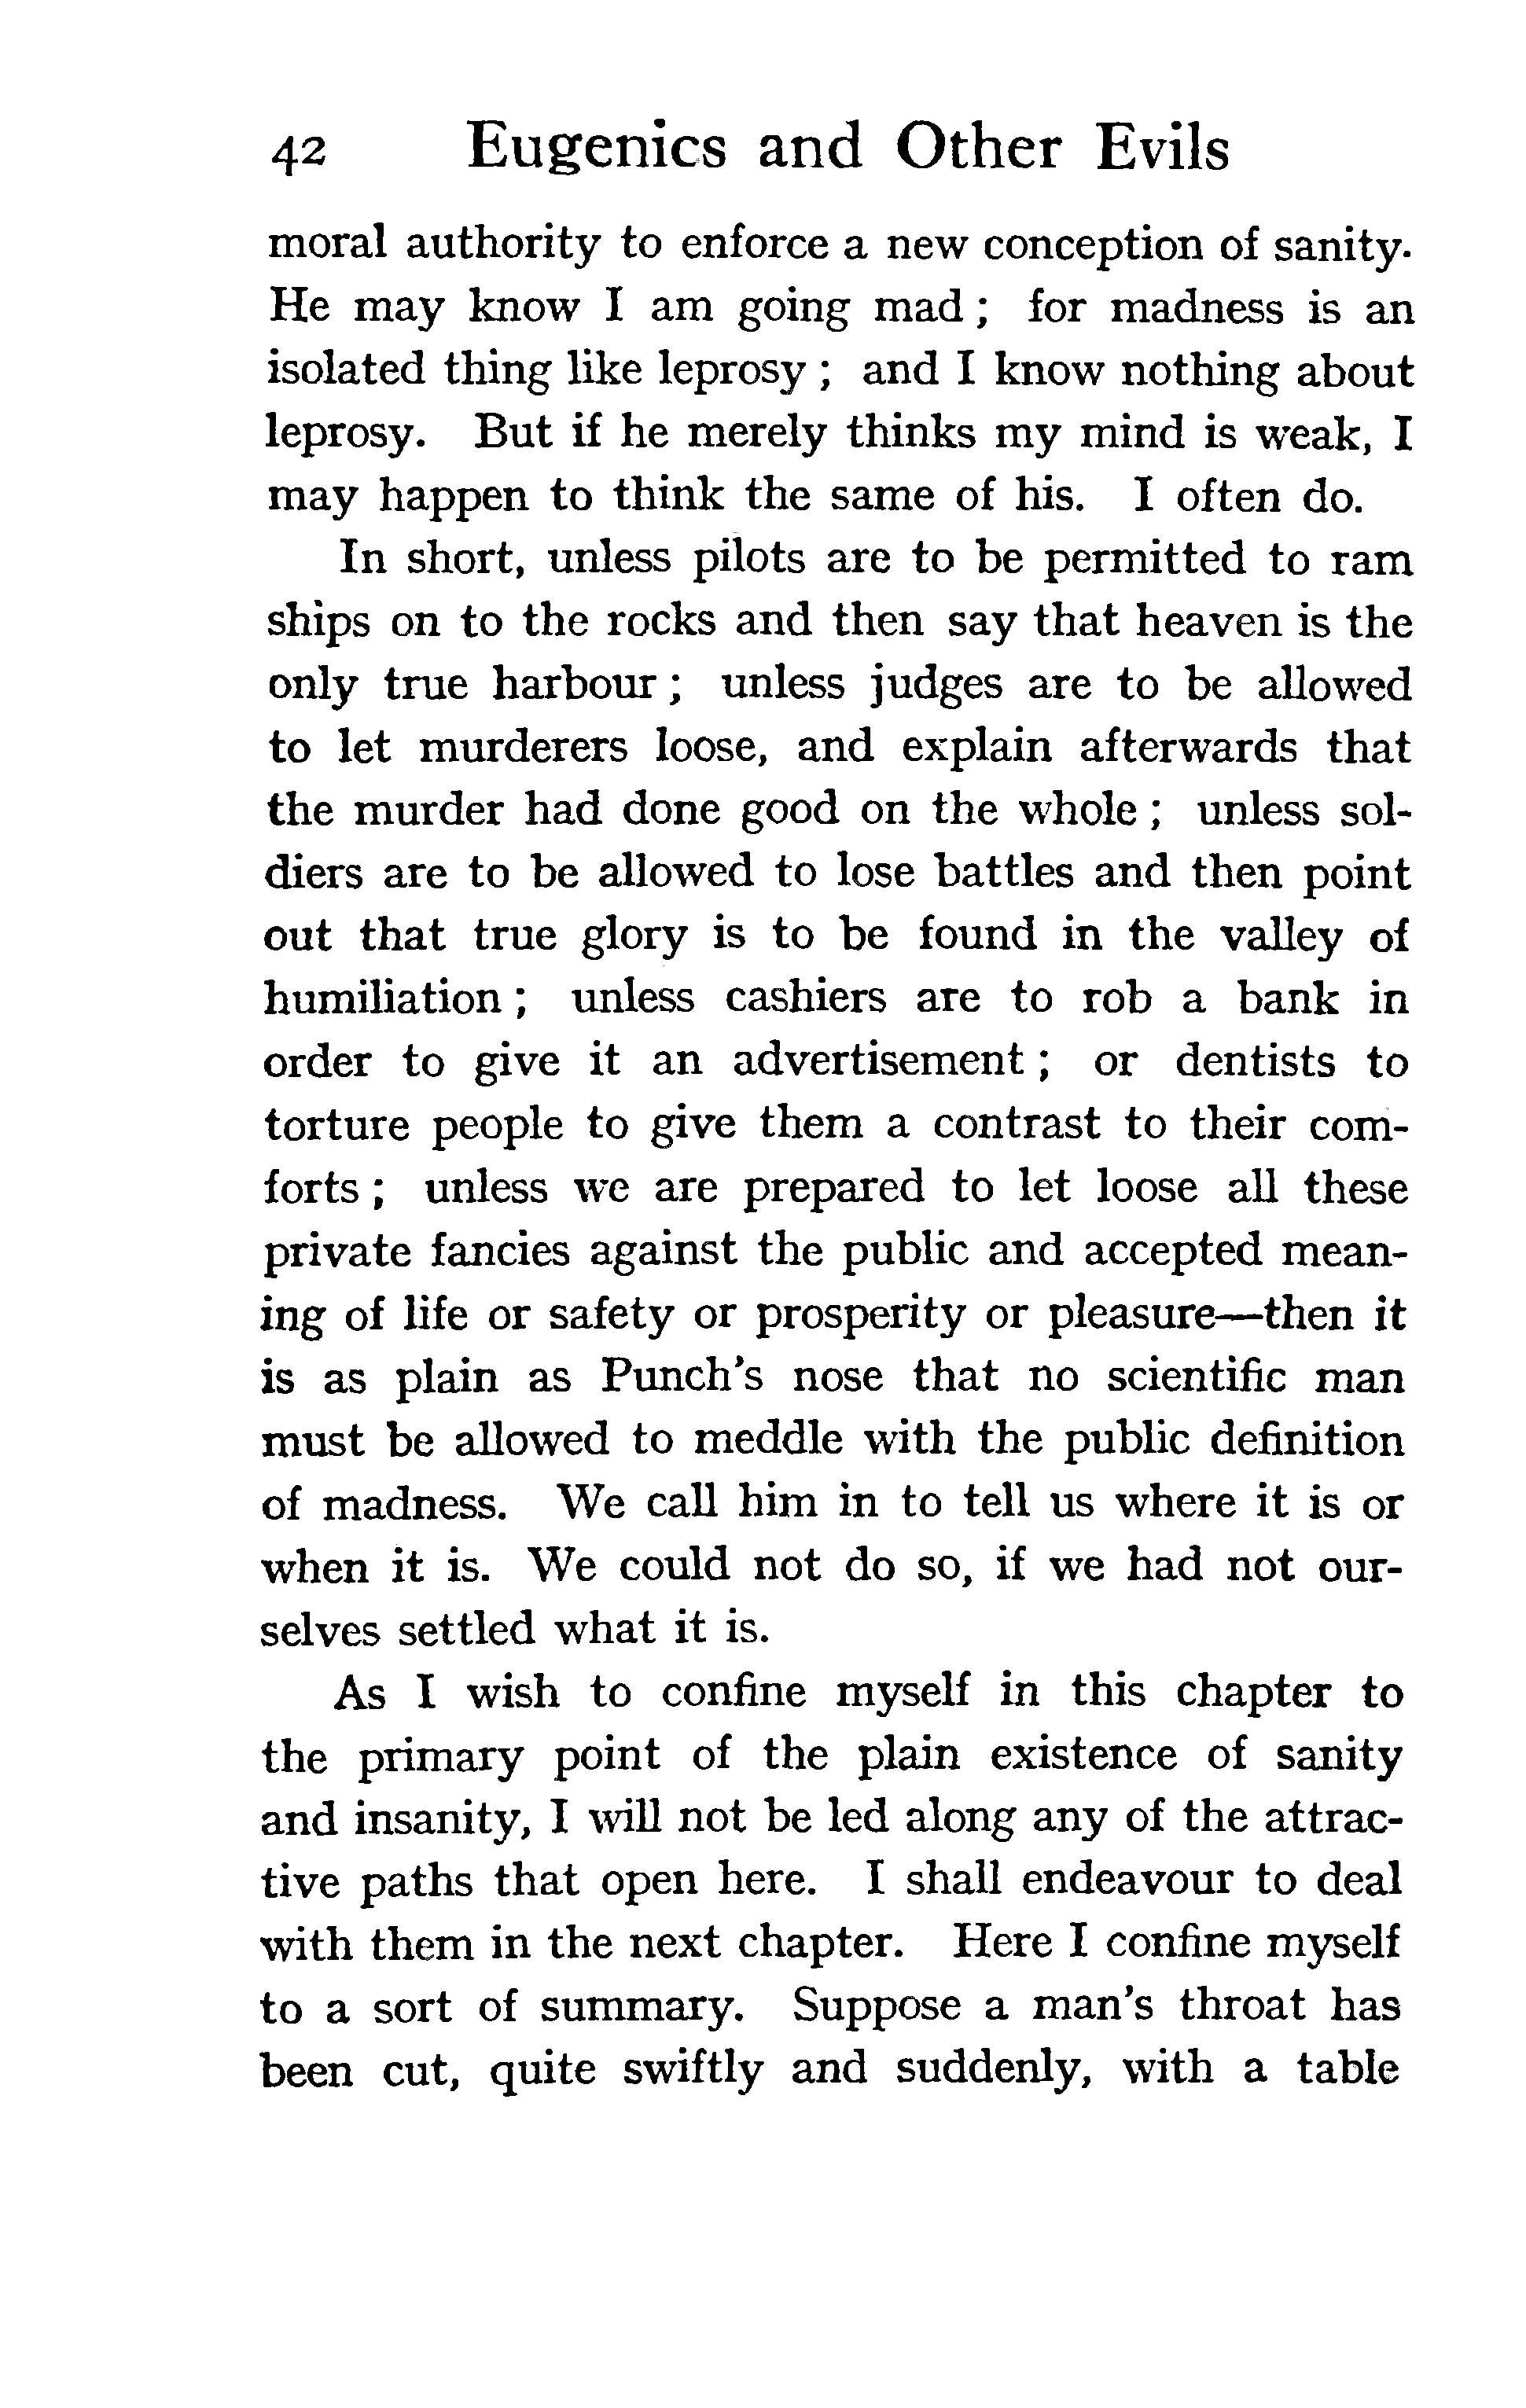 42 Eugenics and Other Evils
moral authority to enforce a new conception of sanity.
He may know I am going mad ; for madness is an
isolated thing like leprosy ; and I know nothing about
leprosy. But if he merely thinks my mind is weak, I
may happen to think the same of his. I often do.
In short, unless pilots are to be permitted to ram
ships on to the rocks and then say that heaven is the
only true harbour ; unless judges are to be allowed
to let murderers loose, and explain afterwards that
the murder had done good on the whole ; unless sol-
diers are to be allowed to lose battles and then point
out that true glory is to be found in the valley of
humiliation ; unless cashiers are to rob a bank in
order to give it an advertisement ; or dentists to
torture people to give them a contrast to their com-
forts ; unless we are prepared to let loose all these
private fancies against the public and accepted mean-
ing of life or safety or prosperity or pleasure—then it
is as plain as Punch's nose that no scientific man
must be allowed to meddle with the public definition
of madness. We call him in to tell us where it is or
when it is. We could not do so, if we had not our-
selves settled what it is.
As I wish to confine myself in this chapter to
the primary point of the plain existence of sanity
and insanity, I will not be led along any of the attrac-
tive paths that open here. I shall endeavour to deal
with them in the next chapter. Here I confine myself
to a sort of summary. Suppose a man's throat has
been cut, quite swiftly and suddenly, with a table